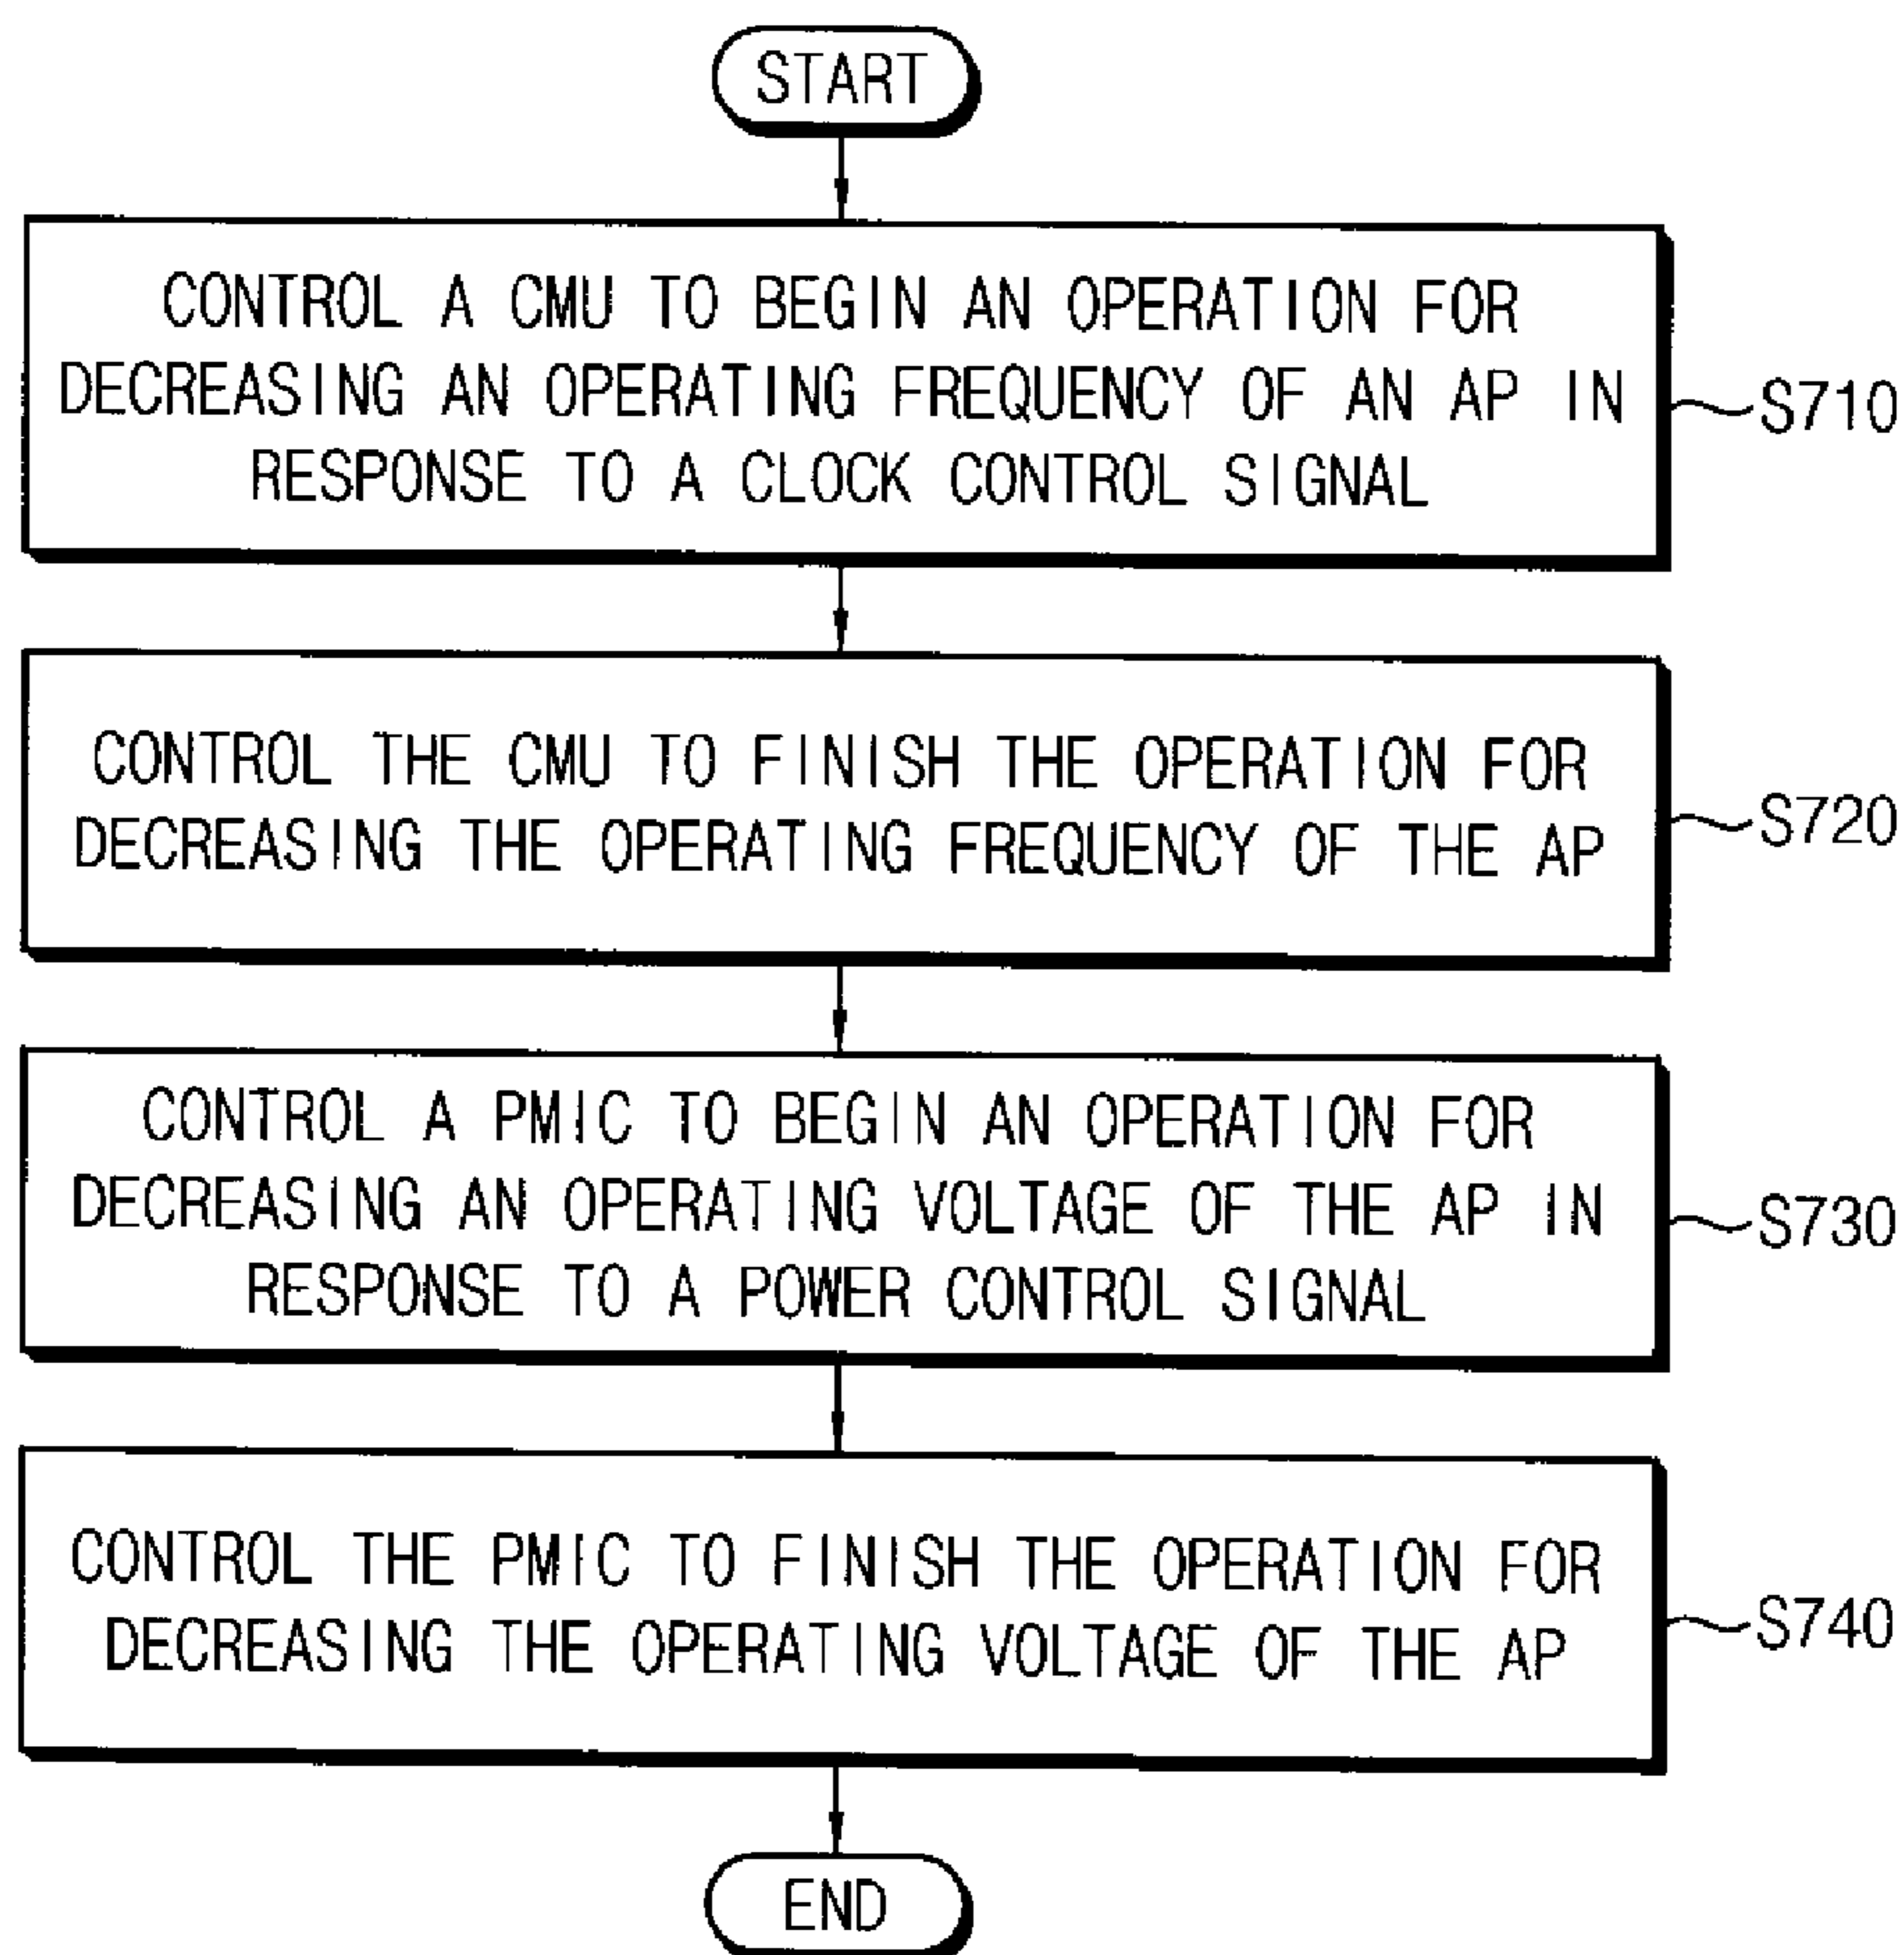 START
CONTROL A CMU TO BEGIN AN OPERATION FOR
DECREASING AN OPERATING FREQUENCY OF AN AP IN
RESPONSE TO A CLOCK CONTROL SIGNAL
S710
CONTROL THE CMU TO FINISH THE OPERATION FOR
DECREASING THE OPERATING FREQUENCY OF THE AP
S720
CONTROL A PMIC TO BEGIN AN OPERATION FOR
DECREASING AN OPERATING VOLTAGE OF THE AP IN
RESPONSE TO A POWER CONTROL SIGNAL
S730
CONTROL THE PMIC TO FINISH THE OPERATION FOR
DECREASING THE OPERATING VOLTAGE OF THE AP
S740
END